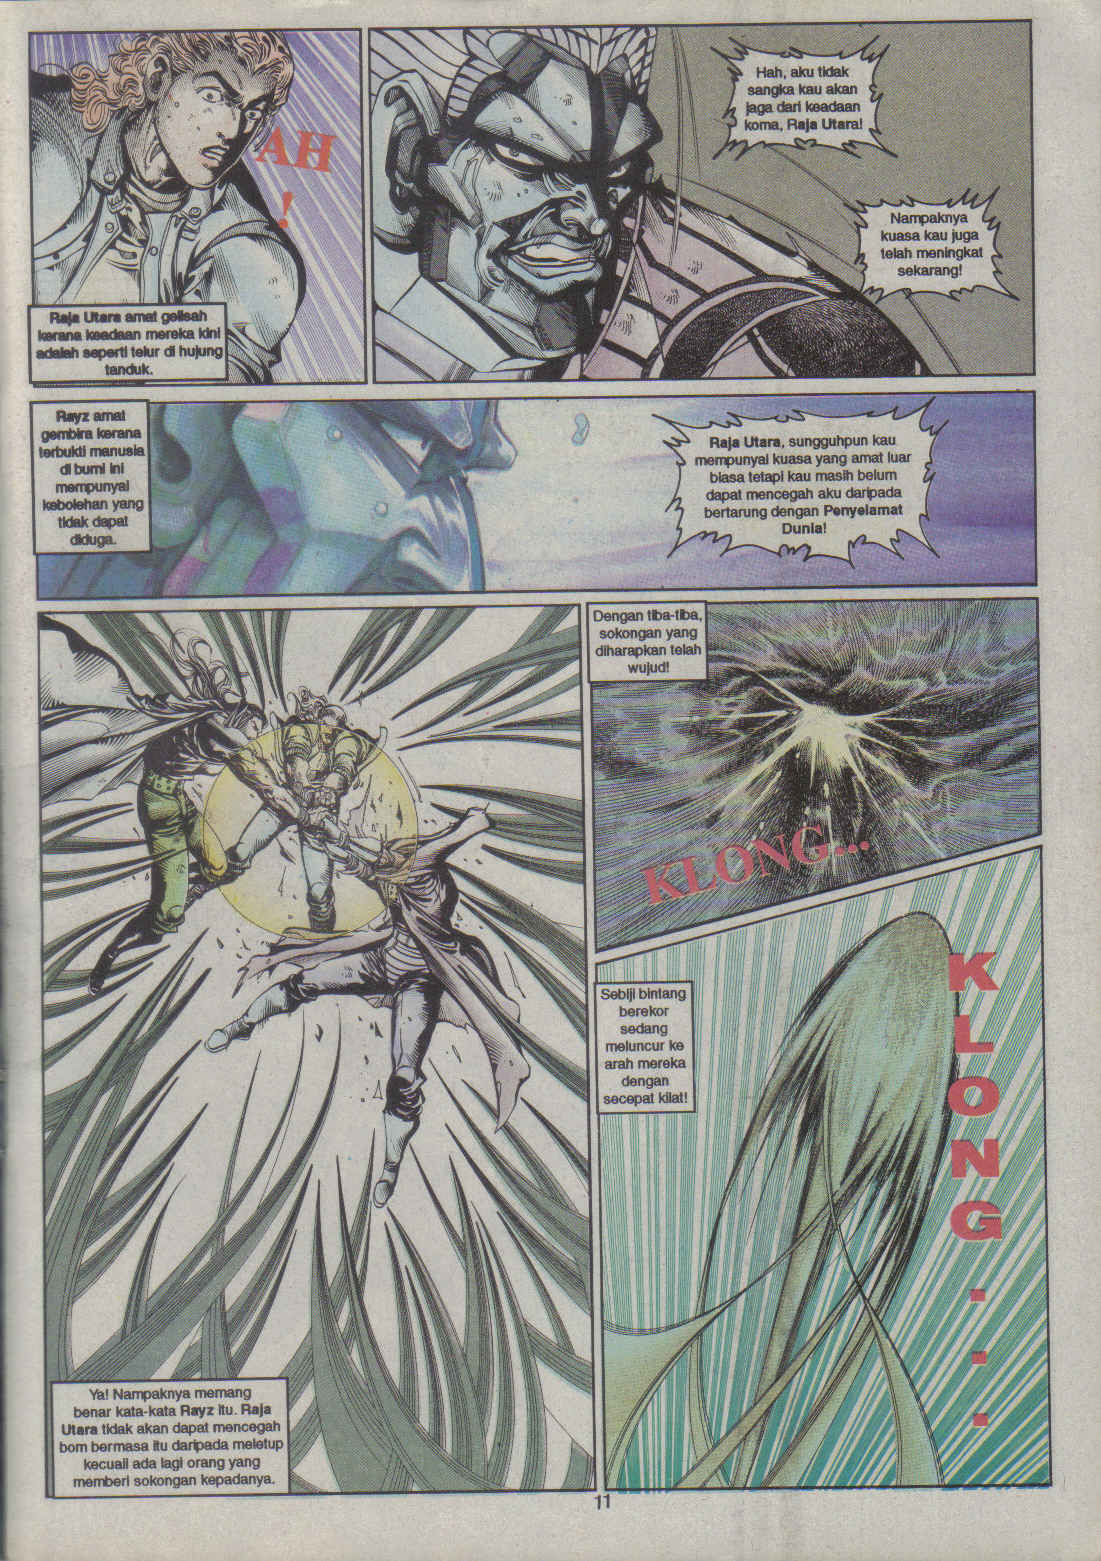 AH
!
Raja Utara amat gelisah
kerana keadaan mereka kini
adalah seperti telur di hujung
tanduk.
Hah, aku tidak
sangka kau akan
jaga dari keadaan
koma, Raja Utara!
Nampaknya
kuasa kau juga
telah meningkat
sekarang!
Rayz amat
gembira kerana
terbukti manusia
di bumi ini
mempunyai
kebolehan yang
tidak dapat
diduga.
Raja Utara, sungguhpun kau
mempunyai kuasa yang amat luar
biasa tetapi kau masih belum
dapat mencegah aku daripada
bertarung dengan Penyelamat
Dunia!
Ya! Nampaknya memang
benar kata-kata Rayz itu. Raja
Utara tidak akan dapat mencegah
bom bermasa itu daripada meletup
kecuali ada lagi orang yang
memberi sokongan kepadanya.
Dengan tiba-tiba,
sokongan yang
diharapkan telah
wujud!
KLONG...
Sebiji bintang
berekor
sedang
meluncur ke
arah mereka
dengan
secepat kilat!
KLONG...
11